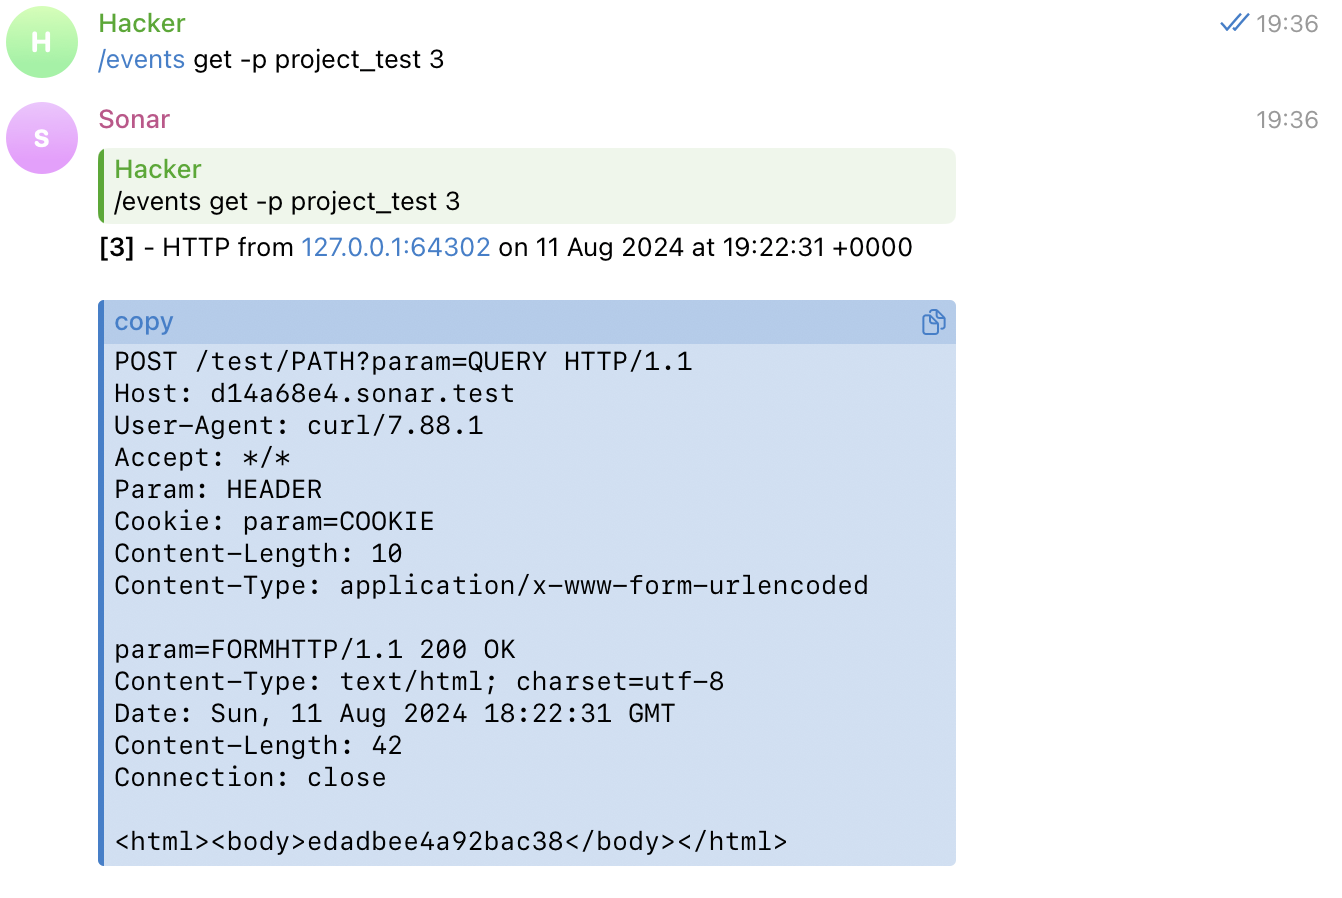 H
Hacker
19:36
/events get -p project_test 3
S
Sonar
19:36
Hacker
/events get -p project_test 3
[3] - HTTP from 127.0.0.1:64302 on 11 Aug 2024 at 19:22:31 +0000
copy
POST /test/PATH?param=QUERY HTTP/1.1
Host: d14a68e4.sonar.test
User-Agent: curl/7.88.1
Accept: */*
Param: HEADER
Cookie: param=COOKIE
Content-Length: 10
Content-Type: application/x-www-form-urlencoded
param=FORMHTTP/1.1 200 OK
Content-Type: text/html; charset=utf-8
Date: Sun, 11 Aug 2024 18:22:31 GMT
Content-Length: 42
Connection: close
<html><body>edadbee4a92bac38</body></html>